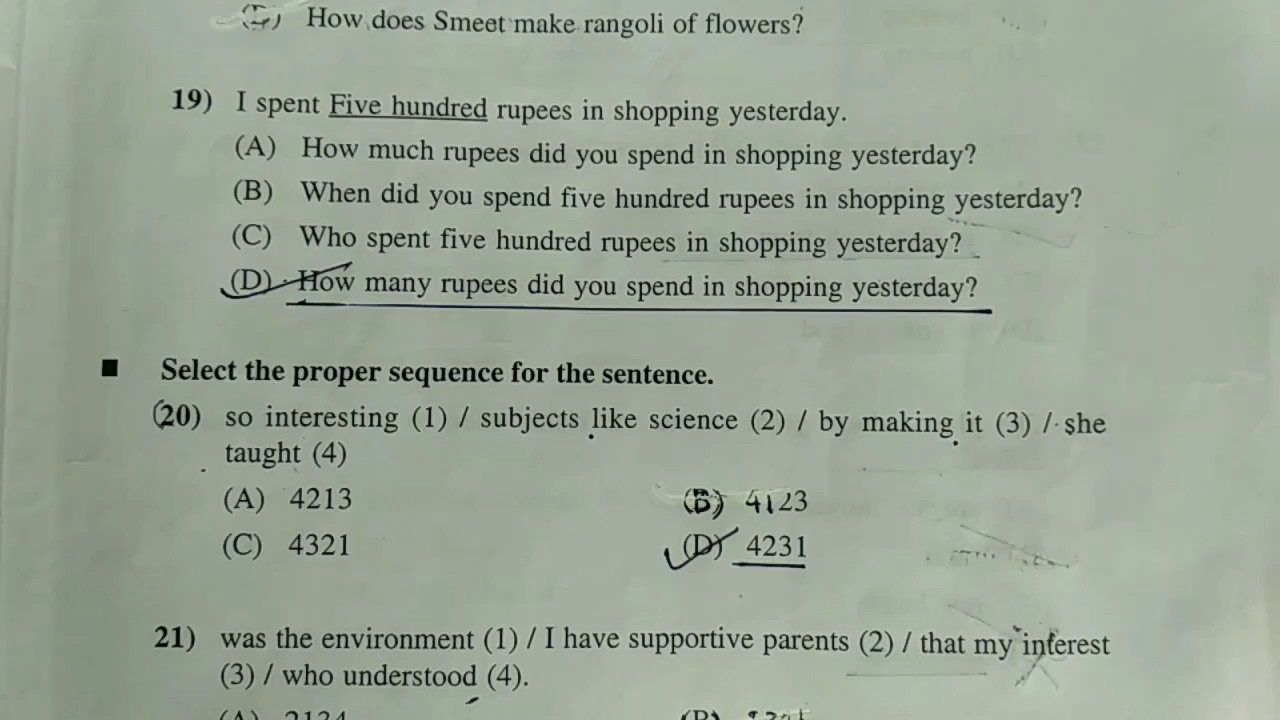 How does Smeet make rangoli of flowers?
19) I spent Five hundred rupees in shopping yesterday.
(A) How much rupees did you spend in shopping yesterday?
(B) When did you spend five hundred rupees in shopping yesterday?
(C) Who spent five hundred rupees in shopping yesterday?
(D) How many rupees did you spend in shopping yesterday?
■ Select the proper sequence for the sentence.
(20) so interesting (1) / subjects like science (2) / by making it (3) / she
taught (4)
(A) 4213 (B) 4123
(C) 4321 (D) 4231
21) was the environment (1) / I have supportive parents (2) / that my interest
(3) / who understood (4).